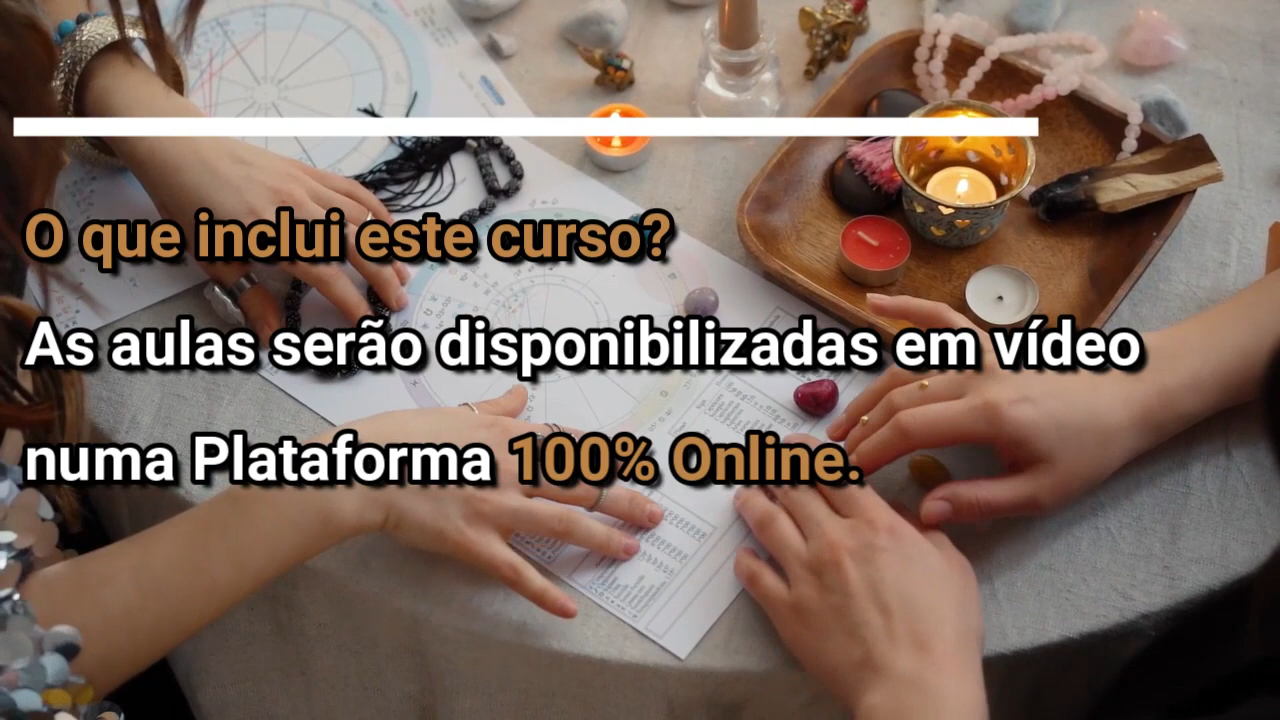 O que inclui este curso?
As aulas serão disponibilizadas em vídeo
numa Plataforma 100% Online.